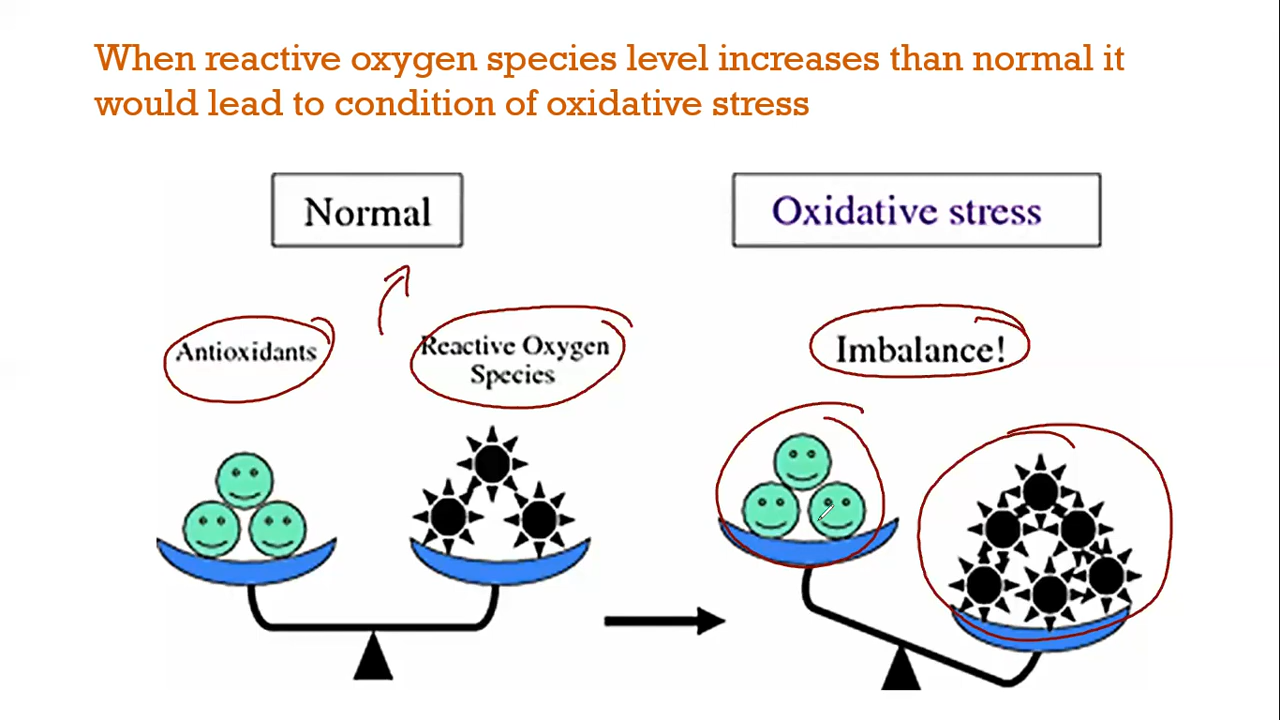 When reactive oxygen species level increases than normal it
would lead to condition of oxidative stress
Normal
Oxidative stress
Antioxidants
Reactive Oxygen
Species
Imbalance!